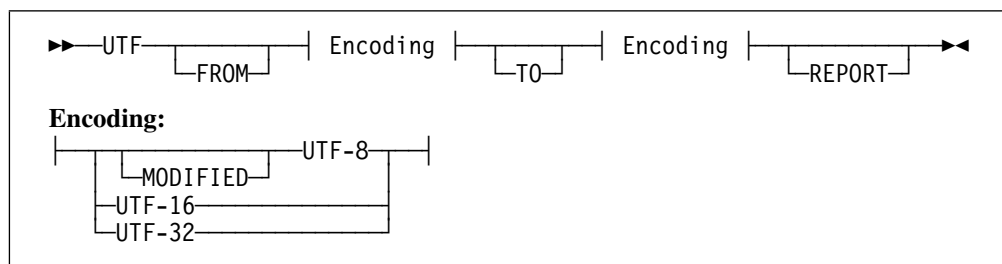 ►►──UTF──┬──────┬──┤ Encoding ├──┬────┬──┤ Encoding ├──┬────────┬──►◄
└─FROM─┘ └─TO─┘ └─REPORT─┘
Encoding:
├──┬─┬──────────┬─UTF-8─┬──┤
└─MODIFIED─┘
├─UTF-16─┤
└─UTF-32─┘